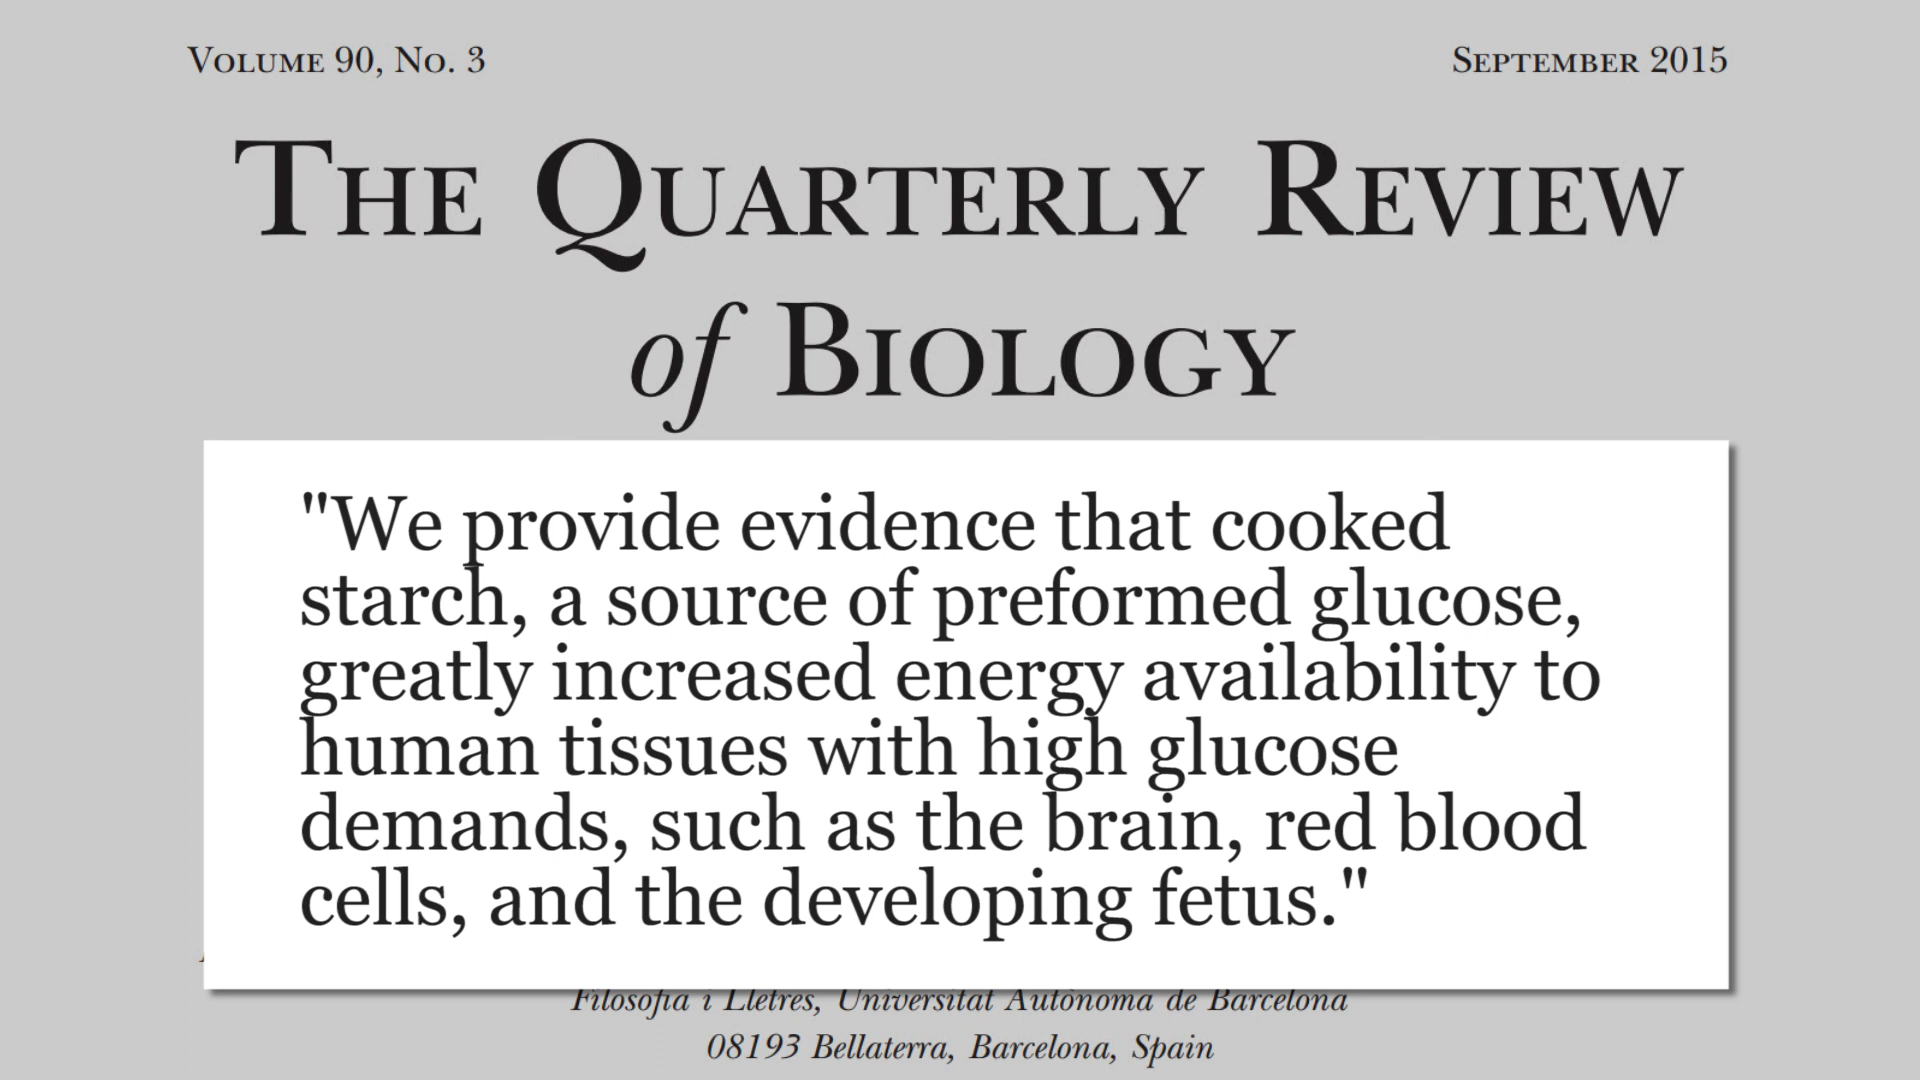 VOLUME 90, NO. 3
SEPTEMBER 2015
THE QUARTERLY REVIEW
of BIOLOGY
"We provide evidence that cooked
starch, a source of preformed glucose,
greatly increased energy availability to
human tissues with high glucose
demands, such as the brain, red blood
cells, and the developing fetus."
Filosofia i Lletres, Universitat Autònoma de Barcelona
08193 Bellaterra, Barcelona, Spain